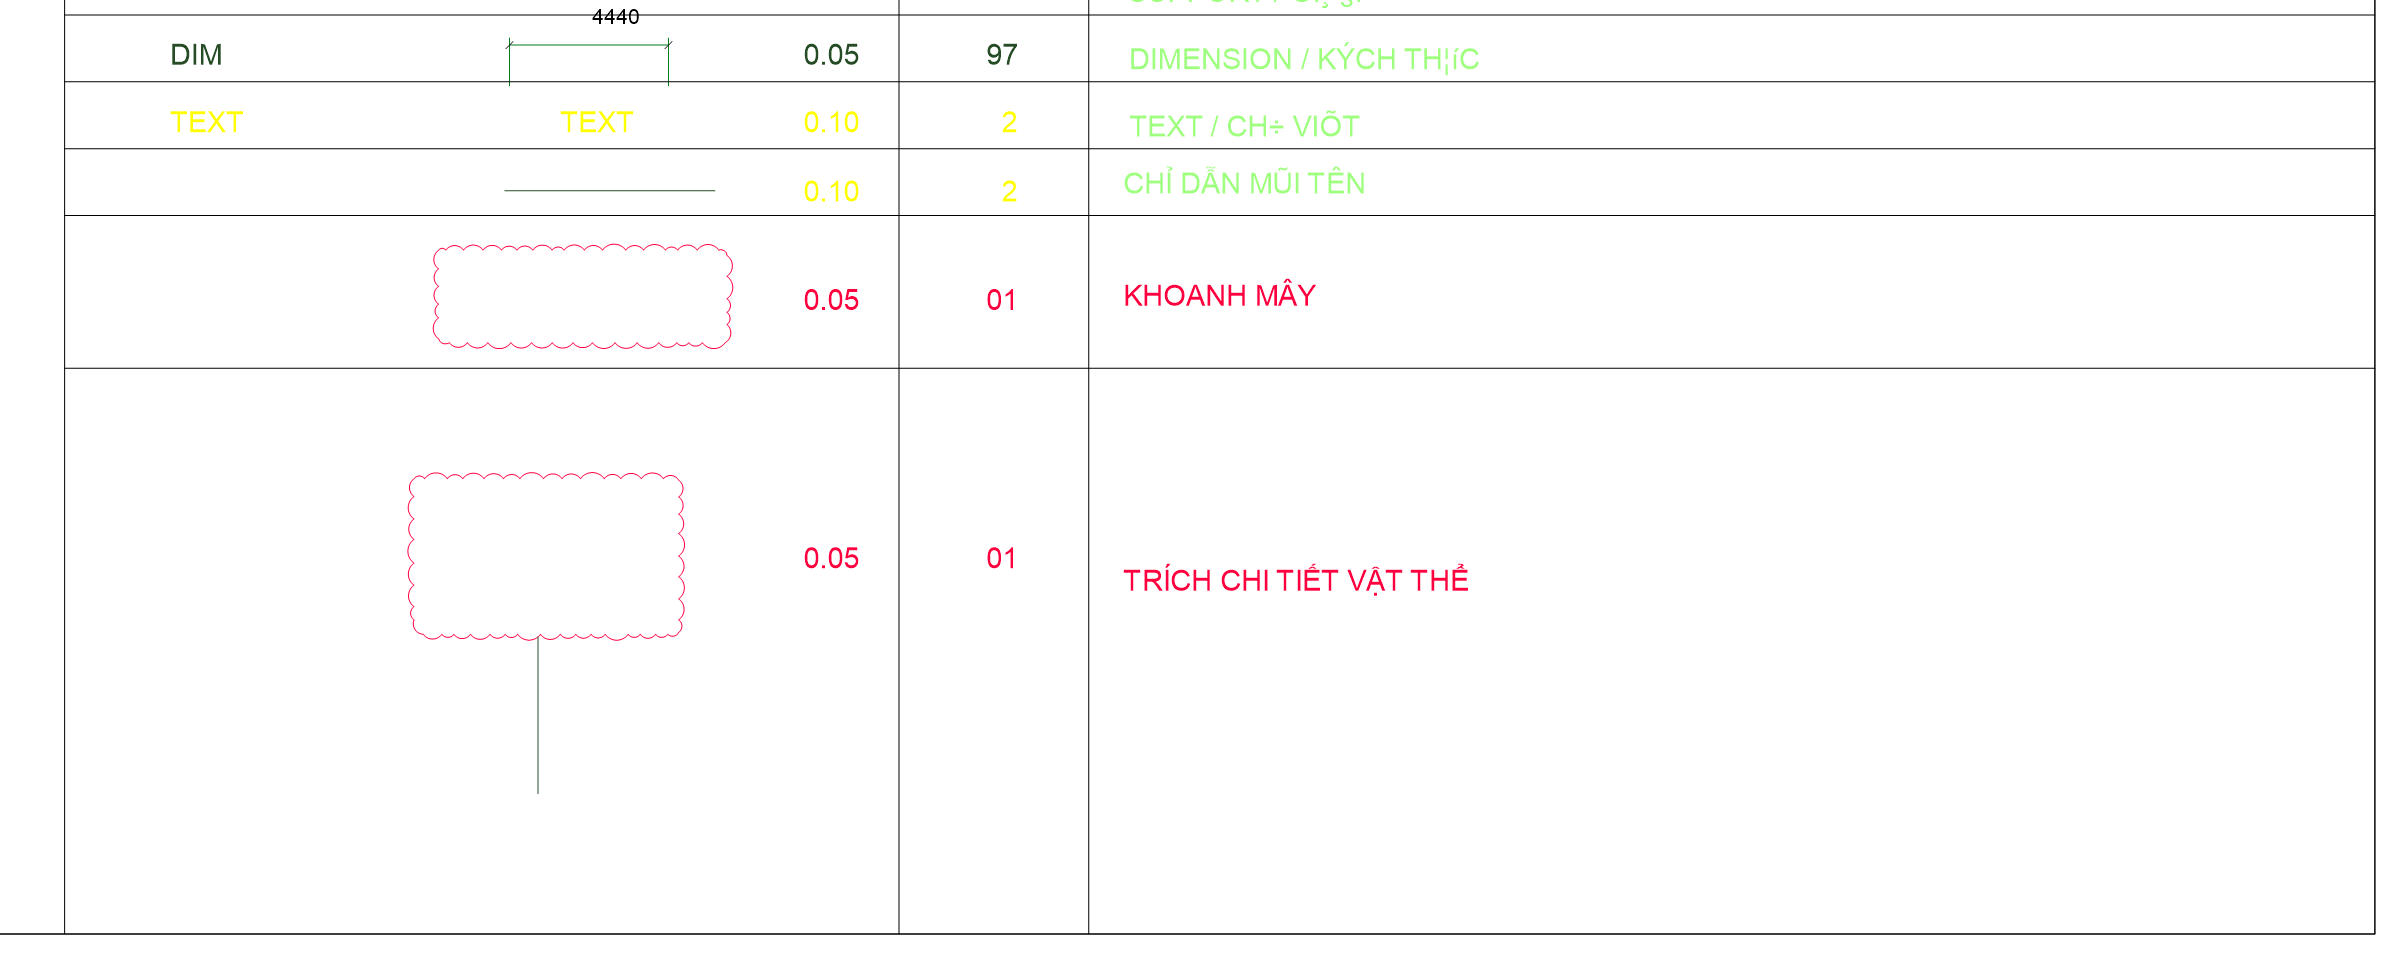 4440
DIM 0.05 97 DIMENSION / KÝCH TH¦íC
TEXT TEXT 0.10 2 TEXT / CH÷ VIÕT
0.10 2 CHỈ DẪN MŨI TÊN
0.05 01 KHOANH MÂY
0.05 01 TRÍCH CHI TIẾT VẬT THỂ